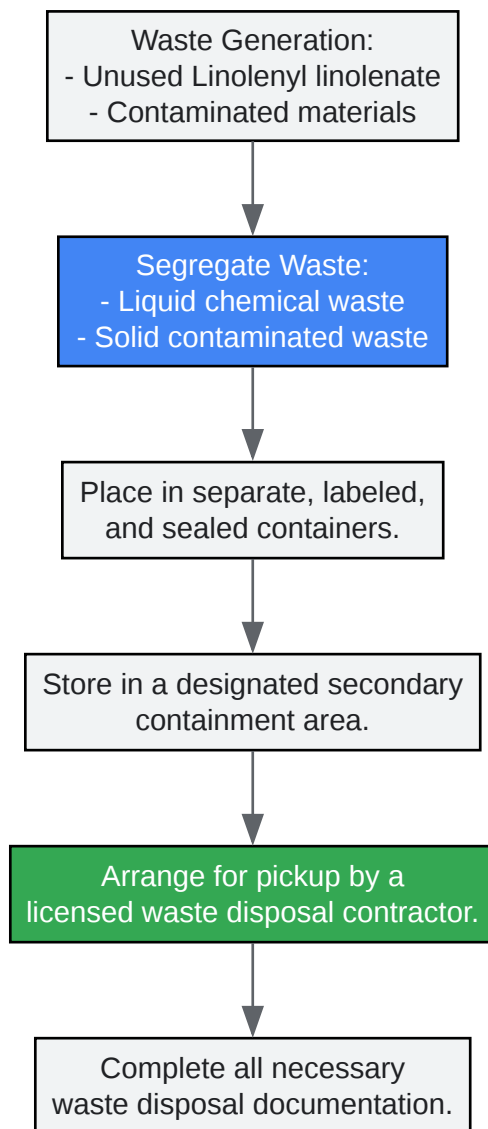 Waste Generation:
- Unused Linolenyl linolenate
- Contaminated materials
Segregate Waste:
- Liquid chemical waste
- Solid contaminated waste
Place in separate, labeled,
and sealed containers.
Store in a designated secondary
containment area.
Arrange for pickup by a
licensed waste disposal contractor.
Complete all necessary
waste disposal documentation.